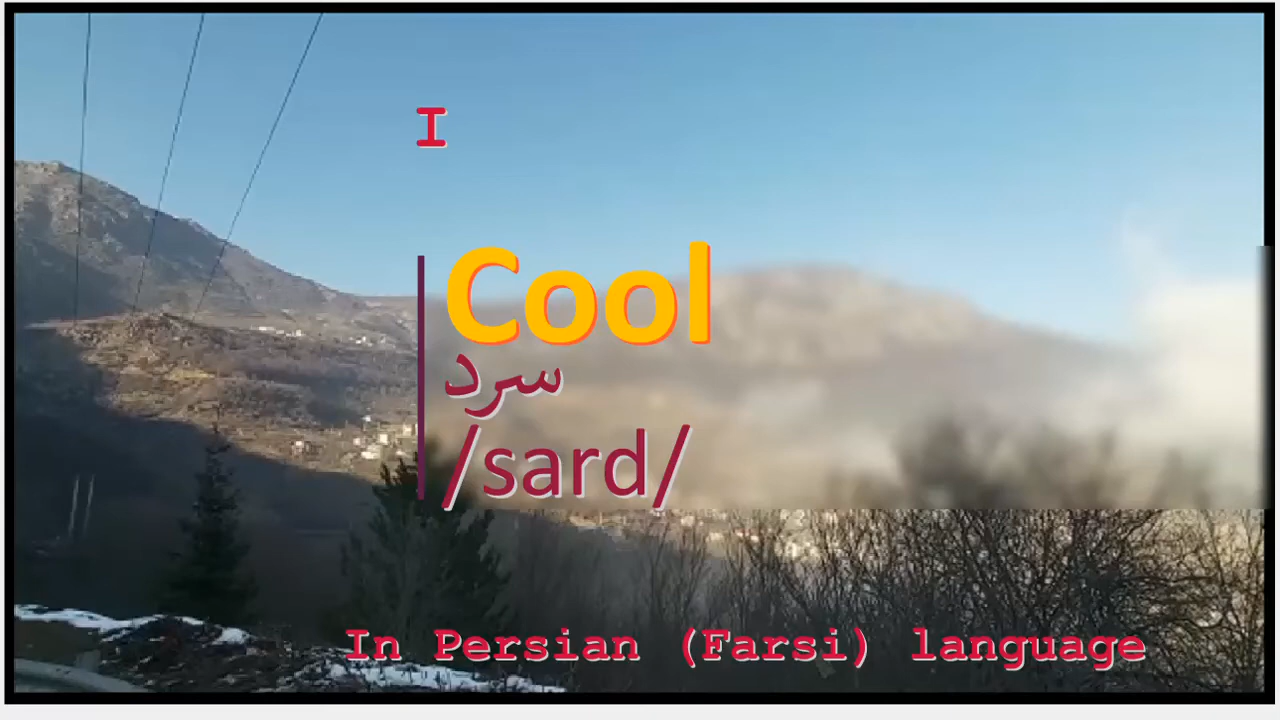 I
Cool
سرد
/sard/
In Persian (Farsi) language